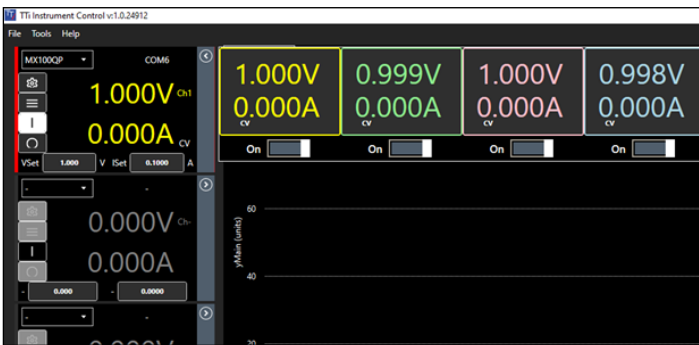 TTi Instrument Control v:1.0.24912
File Tools Help
MX100QP COM6
1.000V Ch1
0.000A CV
VSet 1.000 V ISet 0.1000 A
1.000V 0.999V 1.000V 0.998V
0.000A 0.000A 0.000A 0.000A
CV CV CV CV
On On On On
- -
0.000V Ch-
0.000A
- 0.000 - 0.0000
- -
yMain (units)
60
40